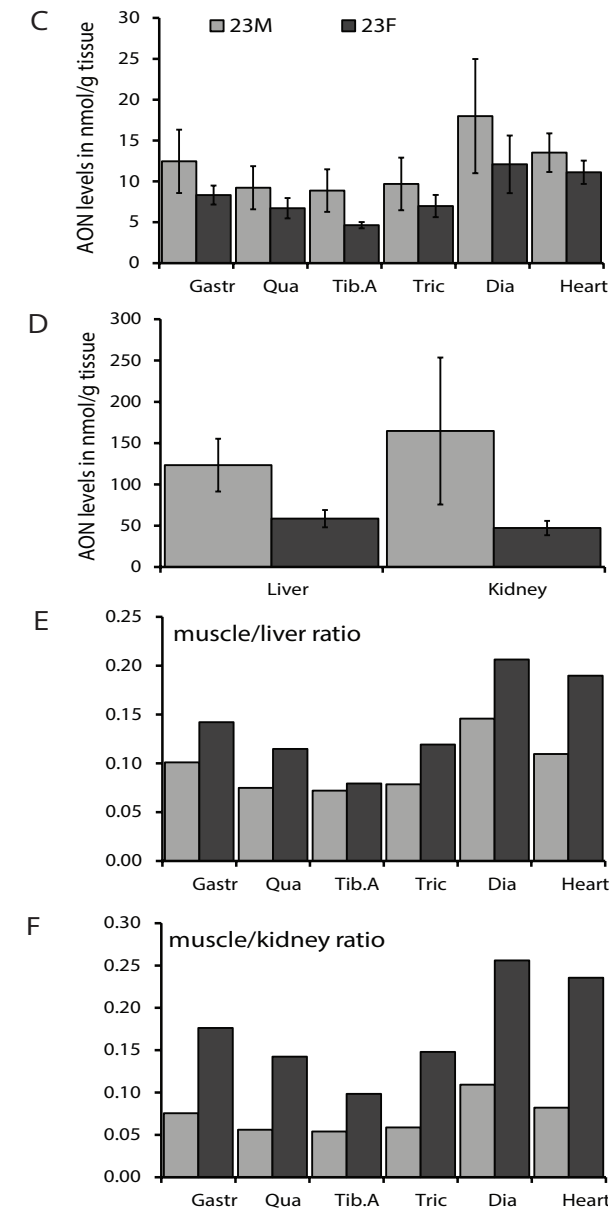 C
AON levels in nmol/g tissue
23M 23F
30
25
20
15
10
5
0
Gastr Qua Tib.A Tric Dia Heart
D
AON levels in nmol/g tissue
300
250
200
150
100
50
0
Liver Kidney
E
muscle/liver ratio
0.25
0.20
0.15
0.10
0.05
0.00
Gastr Qua Tib.A Tric Dia Heart
F
muscle/kidney ratio
0.30
0.25
0.20
0.15
0.10
0.05
0.00
Gastr Qua Tib.A Tric Dia Heart